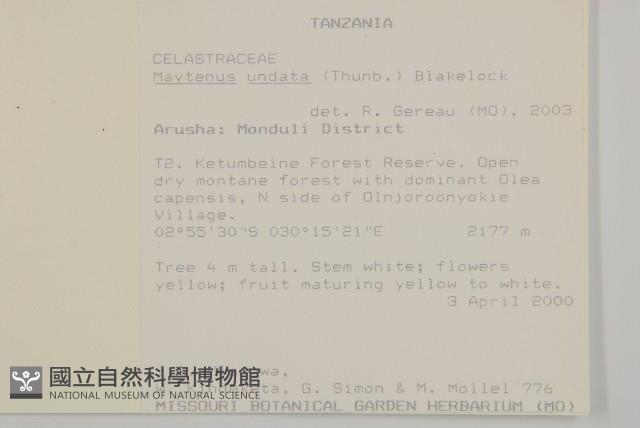 TANZANIA
CELASTRACEAE
Maytenus undata (Thunb.) Blakelock
det. R. Gereau (MO), 2003
Arusha: Monduli District
T2. Ketumbeine Forest Reserve. Open
dry montane forest with dominant Olea
capensis, N side of Olnjoroonyokie
Village.
02°55'30"S 030°15'21"E 2177 m
Tree 4 m tall. Stem white; flowers
yellow; fruit maturing yellow to white.
3 April 2000
G. Simon & M. Mollel 776
MISSOURI BOTANICAL GARDEN HERBARIUM (MO)
國立自然科學博物館
NATIONAL MUSEUM OF NATURAL SCIENCE